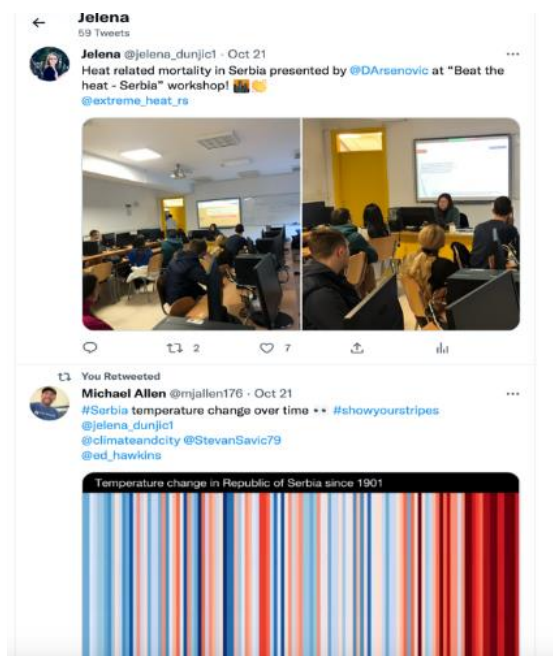 Jelena
59 Tweets
Jelena @jelena_dunjic1 · Oct 21
Heat related mortality in Serbia presented by @DArsenovic at "Beat the
heat - Serbia" workshop!
@extreme_heat_rs
2
7
You Retweeted
Michael Allen @mjallen176 · Oct 21
#Serbia temperature change over time 👀 #showyourstripes
@jelena_dunjic1
@climateandcity @StevanSavic79
@ed_hawkins
Temperature change in Republic of Serbia since 1901